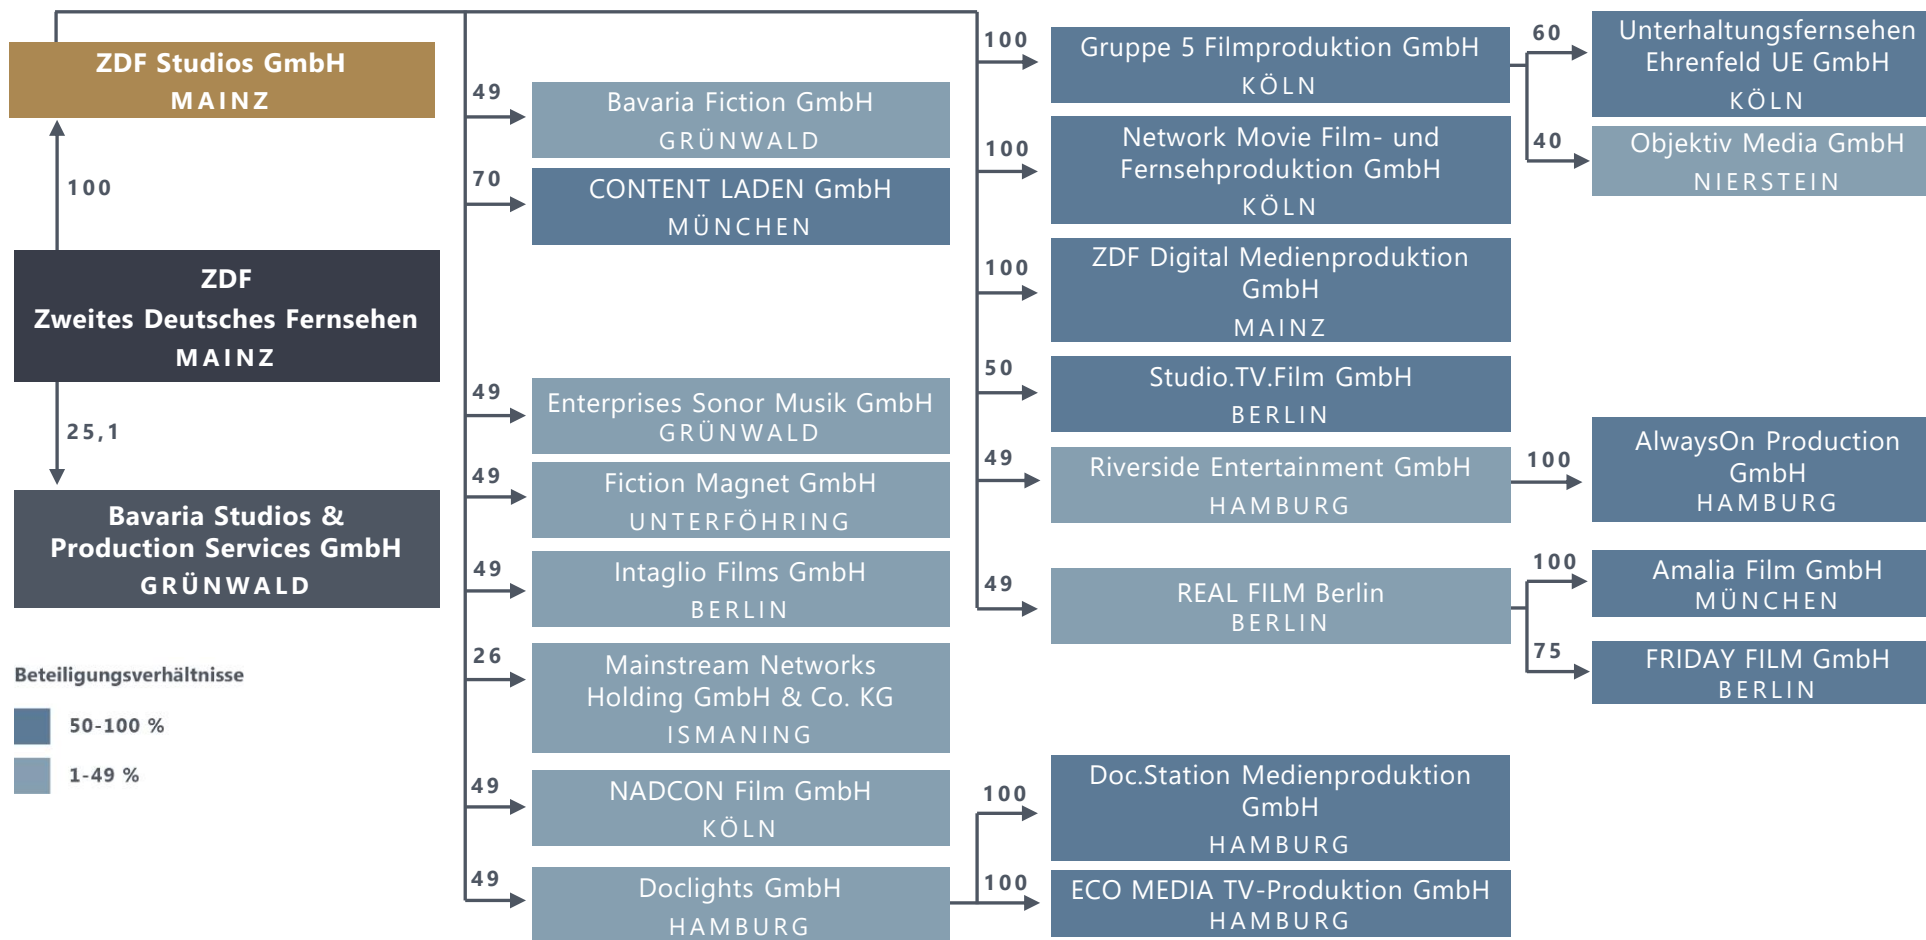 ZDF Studios GmbH
MAINZ
100
ZDF
Zweites Deutsches Fernsehen
MAINZ
25,1
Bavaria Studios &
Production Services GmbH
GRÜNWALD
Beteiligungsverhältnisse
50-100 %
1-49 %
49
Bavaria Fiction GmbH
GRÜNWALD
70
CONTENT LADEN GmbH
MÜNCHEN
49
Enterprises Sonor Musik GmbH
GRÜNWALD
49
Fiction Magnet GmbH
UNTERFÖHRING
49
Intaglio Films GmbH
BERLIN
26
Mainstream Networks
Holding GmbH & Co. KG
ISMANING
49
NADCON Film GmbH
KÖLN
49
Doclights GmbH
HAMBURG
100
Gruppe 5 Filmproduktion GmbH
KÖLN
100
Network Movie Film- und
Fernsehproduktion GmbH
KÖLN
100
ZDF Digital Medienproduktion
GmbH
MAINZ
50
Studio.TV.Film GmbH
BERLIN
49
Riverside Entertainment GmbH
HAMBURG
49
REAL FILM Berlin
BERLIN
100
Doc.Station Medienproduktion
GmbH
HAMBURG
100
ECO MEDIA TV-Produktion GmbH
HAMBURG
60
Unterhaltungsfernsehen
Ehrenfeld UE GmbH
KÖLN
40
Objektiv Media GmbH
NIERSTEIN
100
AlwaysOn Production
GmbH
HAMBURG
100
Amalia Film GmbH
MÜNCHEN
75
FRIDAY FILM GmbH
BERLIN